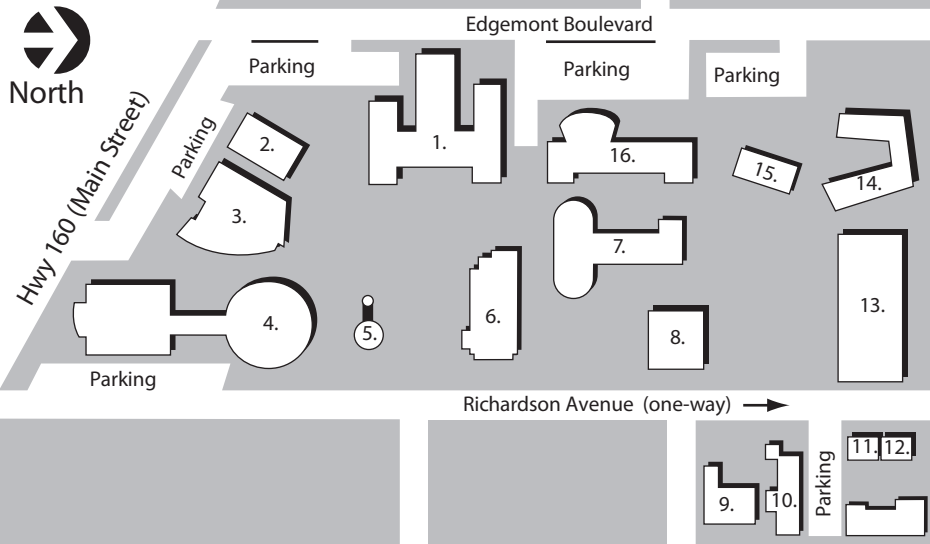 Edgemont Boulevard
North
Parking
Parking
Parking
Parking
Hwy 160 (Main Street)
1.
2.
3.
16.
15.
14.
7.
4.
5.
6.
8.
13.
Parking
Richardson Avenue (one-way)
11.
12.
9.
10.
Parking